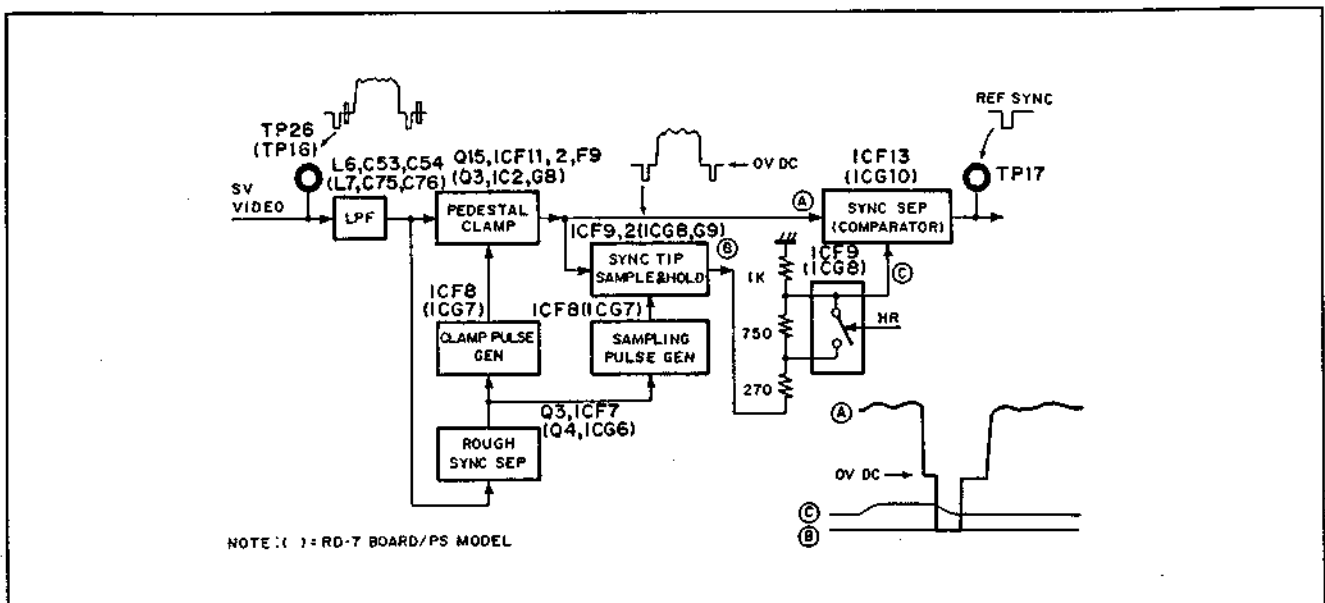 REF SYNC
TP26
(TP16)
L6,C53,C54
(L7,C75,C76)
Q15,ICF11,2,F9
(Q3,IC2,G8)
0V DC
ICF13
(ICG10)
TP17
SV
VIDEO
LPF
PEDESTAL
CLAMP
A
SYNC SEP
(COMPARATOR)
ICF9,2(ICG8,G9)
B
SYNC TIP
SAMPLE&HOLD
ICF9
(ICG8)
C
1K
ICF8
(ICG7)
ICF8(ICG7)
HR
CLAMP PULSE
GEN
SAMPLING
PULSE GEN
750
270
Q3,ICF7
(Q4,ICG6)
A
ROUGH
SYNC SEP
0V DC
C
B
NOTE:( )=RD-7 BOARD/PS MODEL